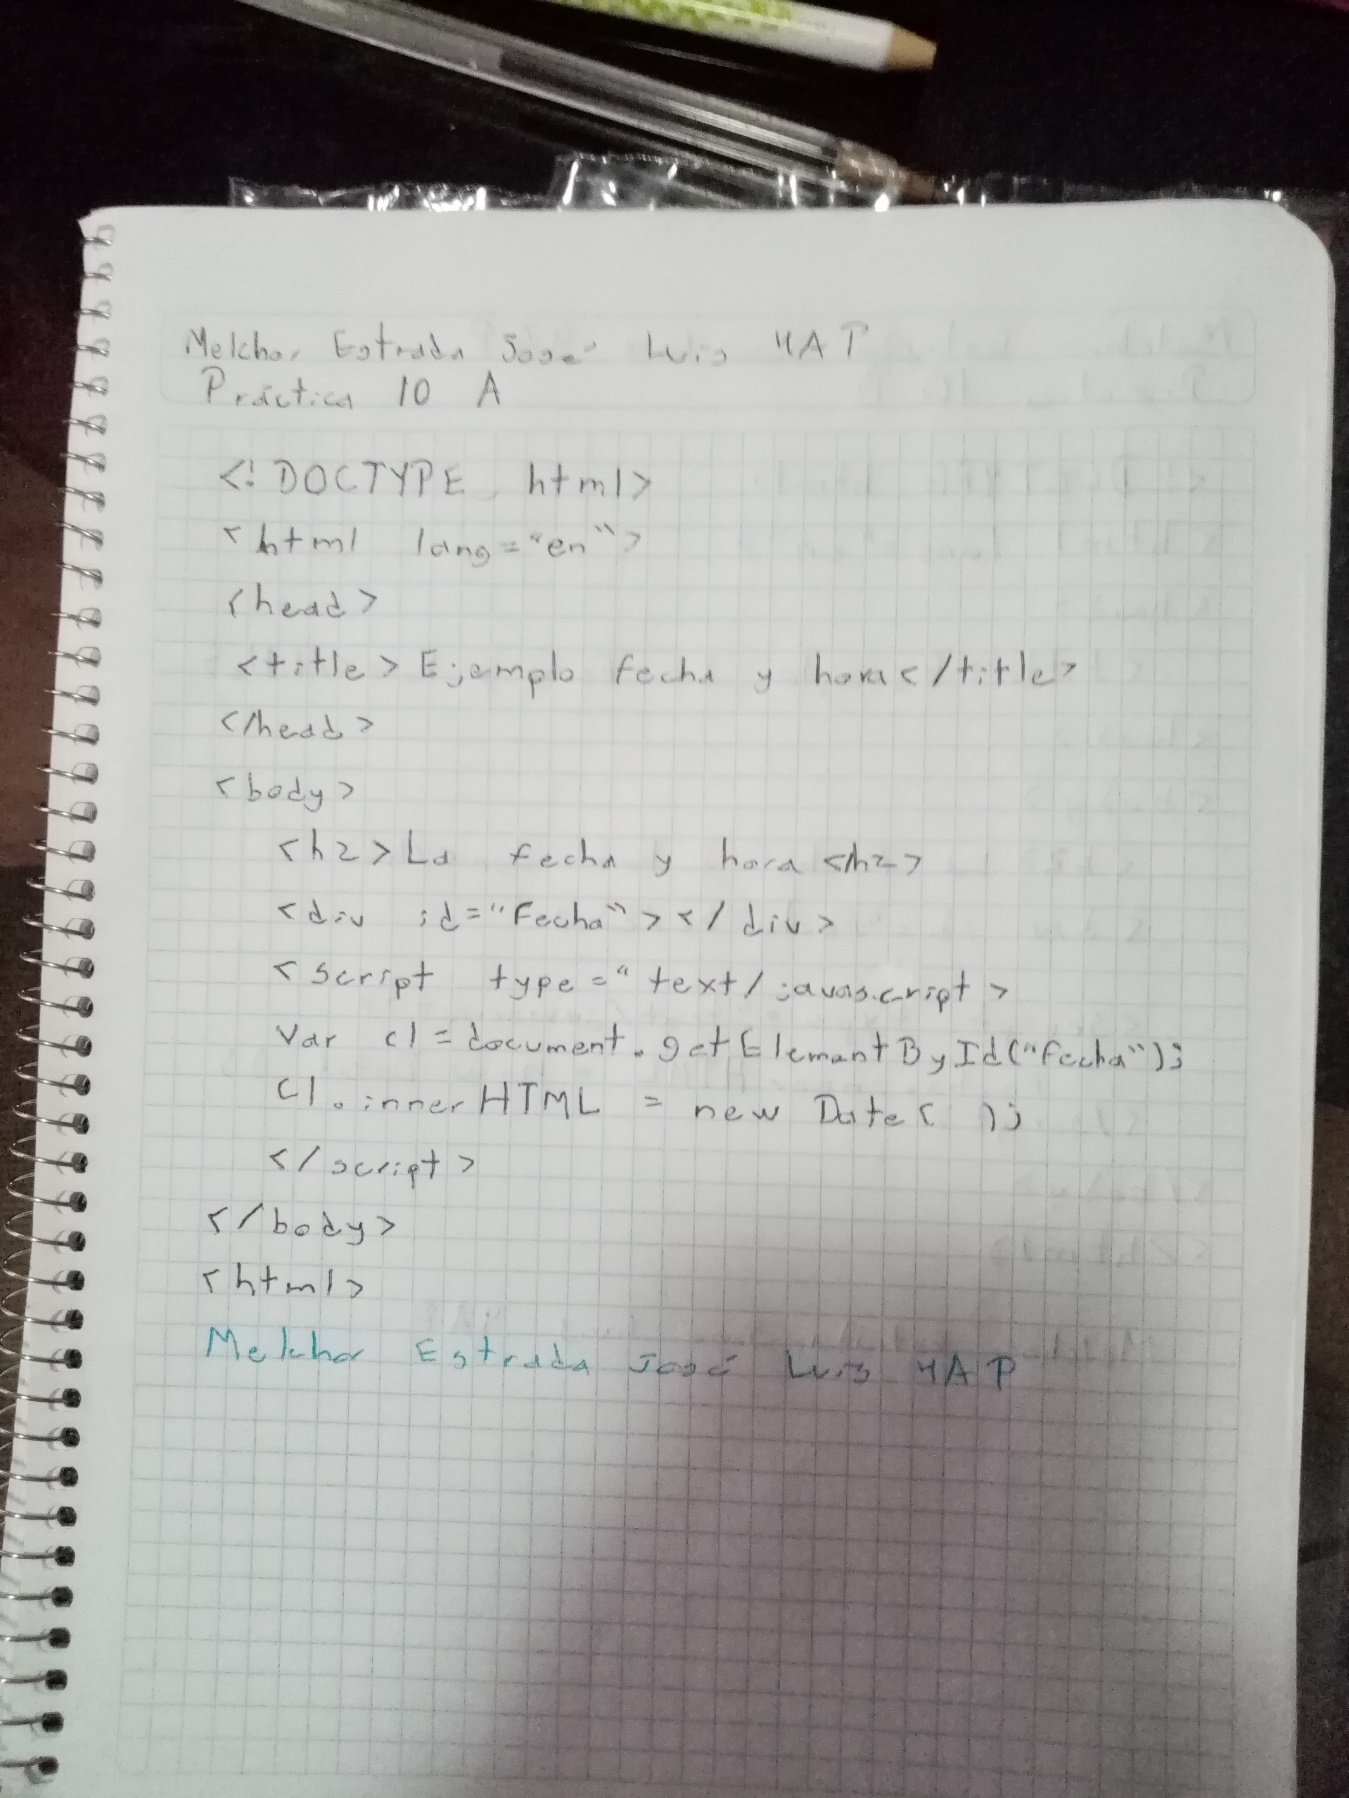 Melchor Estrada José Luis 4AP
Práctica 10 A
<!DOCTYPE html>
<html lang="en">
<head>
<title>Ejemplo fecha y hora</title>
</head>
<body>
<h2>La fecha y hora</h2>
<div id="Fecha"></div>
<script type="text/javascript>
Var cl=document.getElementById("Fecha");
Cl.innerHTML = new Date( );
</script>
</body>
<html>
Melchor Estrada José Luis 4AP